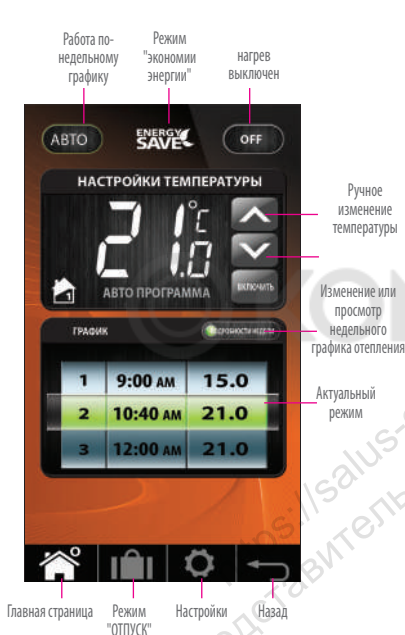 Работа по-
недельному
графику
Режим
"экономии
энергии"
нагрев
выключен
АВТО
ENERGY
SAVE
OFF
НАСТРОЙКИ ТЕМПЕРАТУРЫ
21°c
21.0
1
АВТО ПРОГРАММА
ВКЛЮЧИТЬ
Ручное
изменение
температуры
Изменение или
просмотр
недельного
графика отепления
ГРАФИК
НЕДЕЛИ
1 9:00 AM 15.0
2 10:40 AM 21.0
3 12:00 AM 21.0
Актуальный
режим
Главная страница
Режим
"ОТПУСК"
Настройки
Назад